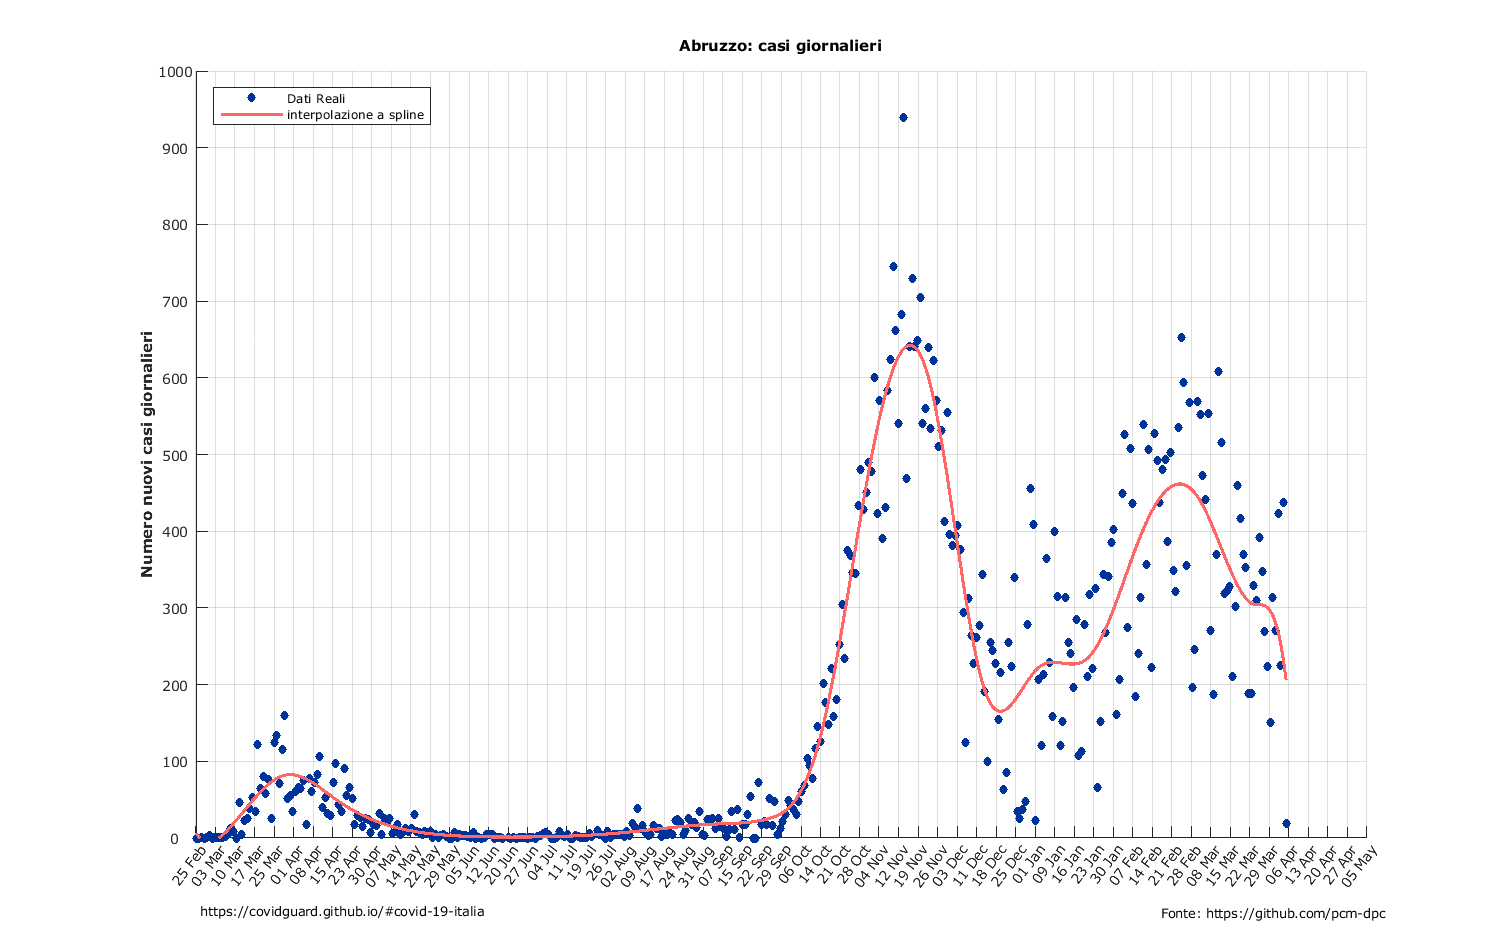 Abruzzo: casi giornalieri
Dati Reali
interpolazione a spline
Numero nuovi casi giornalieri
1000
900
800
700
600
500
400
300
200
100
0
25 Feb
03 Mar
10 Mar
17 Mar
25 Mar
01 Apr
08 Apr
15 Apr
23 Apr
30 Apr
07 May
14 May
22 May
29 May
05 Jun
12 Jun
20 Jun
27 Jun
04 Jul
11 Jul
19 Jul
26 Jul
02 Aug
09 Aug
17 Aug
24 Aug
31 Aug
07 Sep
15 Sep
22 Sep
29 Sep
06 Oct
14 Oct
21 Oct
28 Oct
04 Nov
12 Nov
19 Nov
26 Nov
03 Dec
11 Dec
18 Dec
25 Dec
01 Jan
09 Jan
16 Jan
23 Jan
30 Jan
07 Feb
14 Feb
21 Feb
28 Feb
08 Mar
15 Mar
22 Mar
29 Mar
06 Apr
13 Apr
20 Apr
27 Apr
05 May
https://covidguard.github.io/#covid-19-italia
Fonte: https://github.com/pcm-dpc